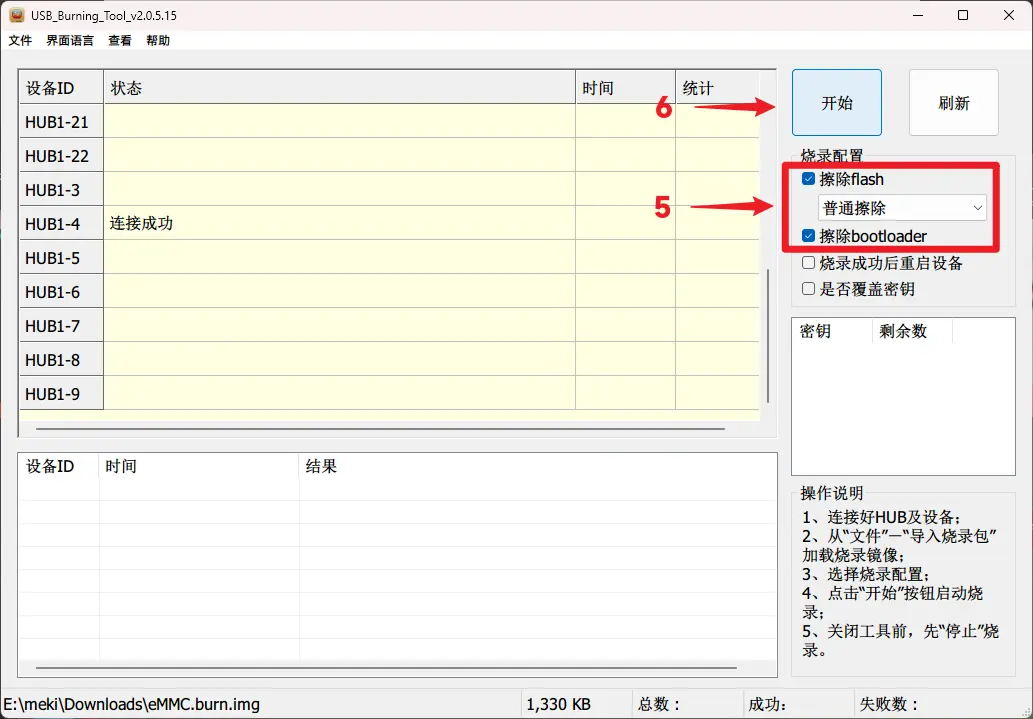 USB_Burning_Tool_v2.0.5.15
文件 界面语言 查看 帮助
设备ID 状态 时间 统计
HUB1-21
HUB1-22
HUB1-3
HUB1-4 连接成功
HUB1-5
HUB1-6
HUB1-7
HUB1-8
HUB1-9
6
开始 刷新
烧录配置
5
擦除flash
普通擦除
擦除bootloader
烧录成功后重启设备
是否覆盖密钥
密钥 剩余数
设备ID 时间 结果
操作说明
1、连接好HUB及设备;
2、从“文件”—“导入烧录包”
加载烧录镜像;
3、选择烧录配置;
4、点击“开始”按钮启动烧
录;
5、关闭工具前，先“停止”烧
录。
E:\meki\Downloads\eMMC.burn.img 1,330 KB 总数： 成功： 失败数：